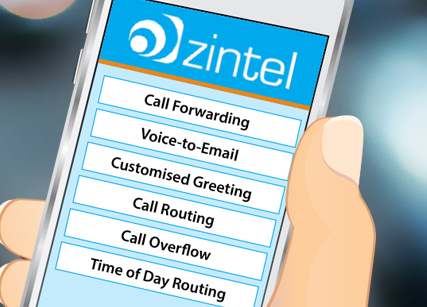 zintel
Call Forwarding
Voice-to-Email
Customised Greeting
Call Routing
Call Overflow
Time of Day Routing